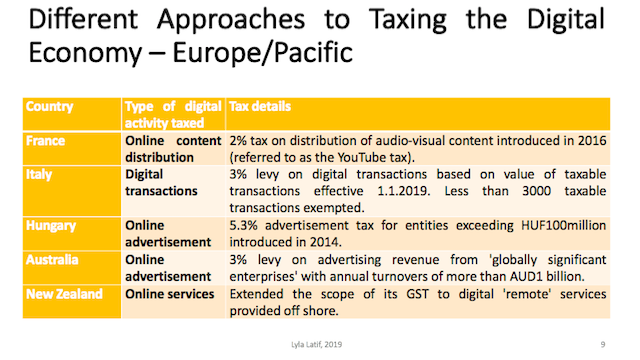 Different Approaches to Taxing the Digital
Economy – Europe/Pacific
Country
Type of digital
activity taxed
Tax details
France
Online content
distribution
2% tax on distribution of audio-visual content introduced in 2016
(referred to as the YouTube tax).
Italy
Digital
transactions
3% levy on digital transactions based on value of taxable
transactions effective 1.1.2019. Less than 3000 taxable
transactions exempted.
Hungary
Online
advertisement
5.3% advertisement tax for entities exceeding HUF100million
introduced in 2014.
Australia
Online
advertisement
3% levy on advertising revenue from 'globally significant
enterprises' with annual turnovers of more than AUD1 billion.
New Zealand
Online services
Extended the scope of its GST to digital 'remote' services
provided off shore.
Lyla Latif, 2019
9